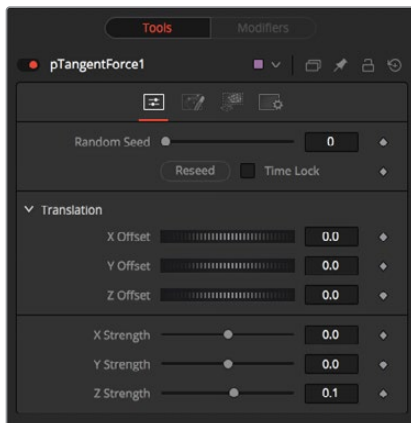 Tools Modifiers
pTangentForce1
Random Seed 0
Reseed Time Lock
Translation
X Offset 0.0
Y Offset 0.0
Z Offset 0.0
X Strength 0.0
Y Strength 0.0
Z Strength 0.1